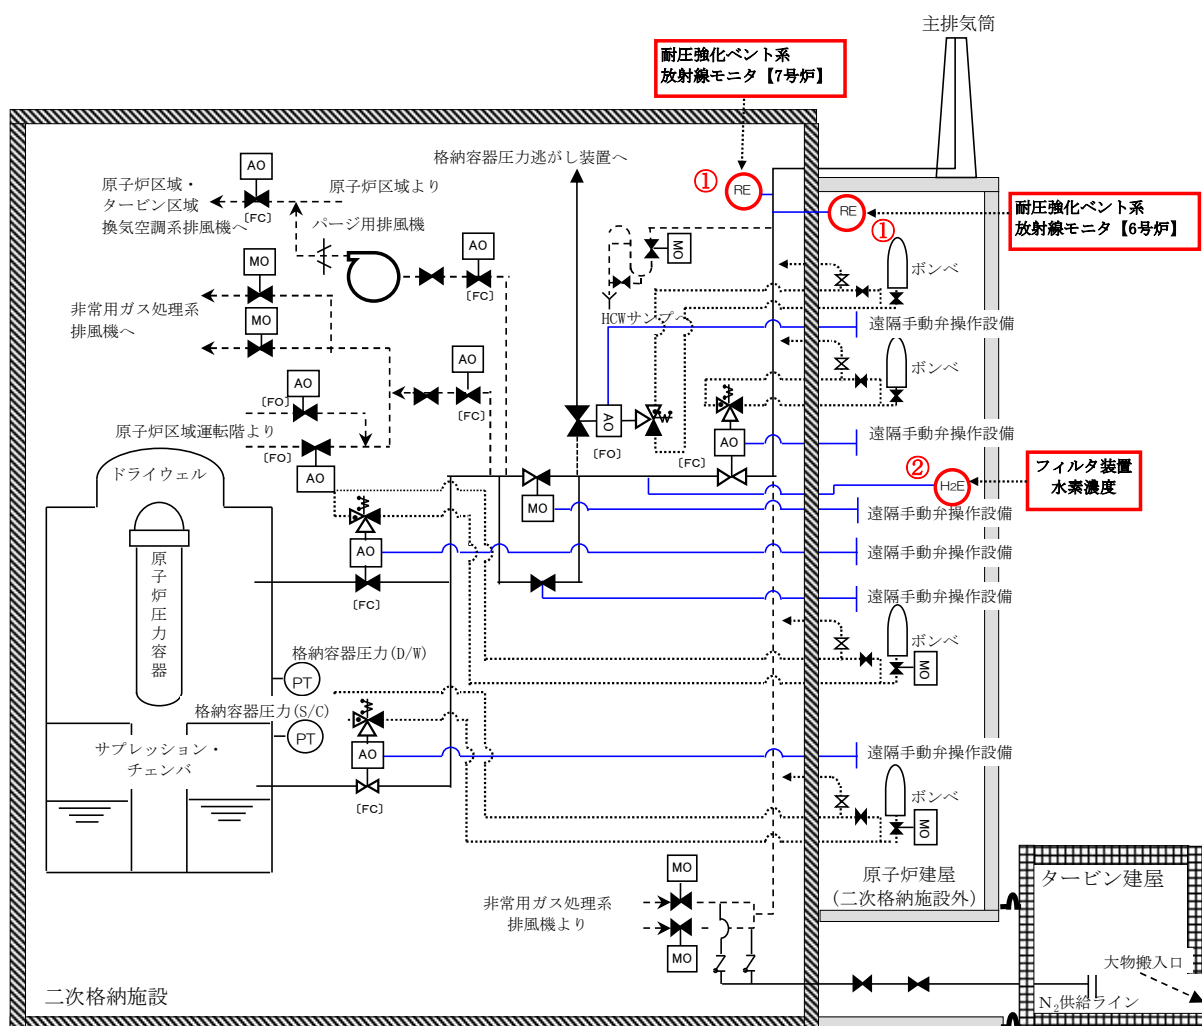 主排気筒
耐圧強化ベント系
放射線モニタ【7号炉】
格納容器圧力逃がし装置へ
AO
原子炉区域・
タービン区域
換気空調系排風機へ
[FC]
原子炉区域より
パージ用排風機
①
RE
RE
①
耐圧強化ベント系
放射線モニタ【6号炉】
MO
AO
[FC]
MO
ボンベ
非常用ガス処理系
排風機へ
MO
HCWサンプへ
遠隔手動弁操作設備
AO
[FC]
AO
[FO]
ボンベ
原子炉区域運転階より
[FO]
AO
AO
[FO]
[FC]
AO
遠隔手動弁操作設備
ドライウェル
②
H2E
フィルタ装置
水素濃度
MO
遠隔手動弁操作設備
原子炉圧力容器
AO
[FC]
遠隔手動弁操作設備
遠隔手動弁操作設備
ボンベ
MO
格納容器圧力(D/W)
PT
格納容器圧力(S/C)
PT
サプレッション・
チェンバ
AO
[FC]
遠隔手動弁操作設備
ボンベ
MO
MO
非常用ガス処理系
排風機より
MO
原子炉建屋
(二次格納施設外)
タービン建屋
大物搬入口
N₂供給ライン
二次格納施設